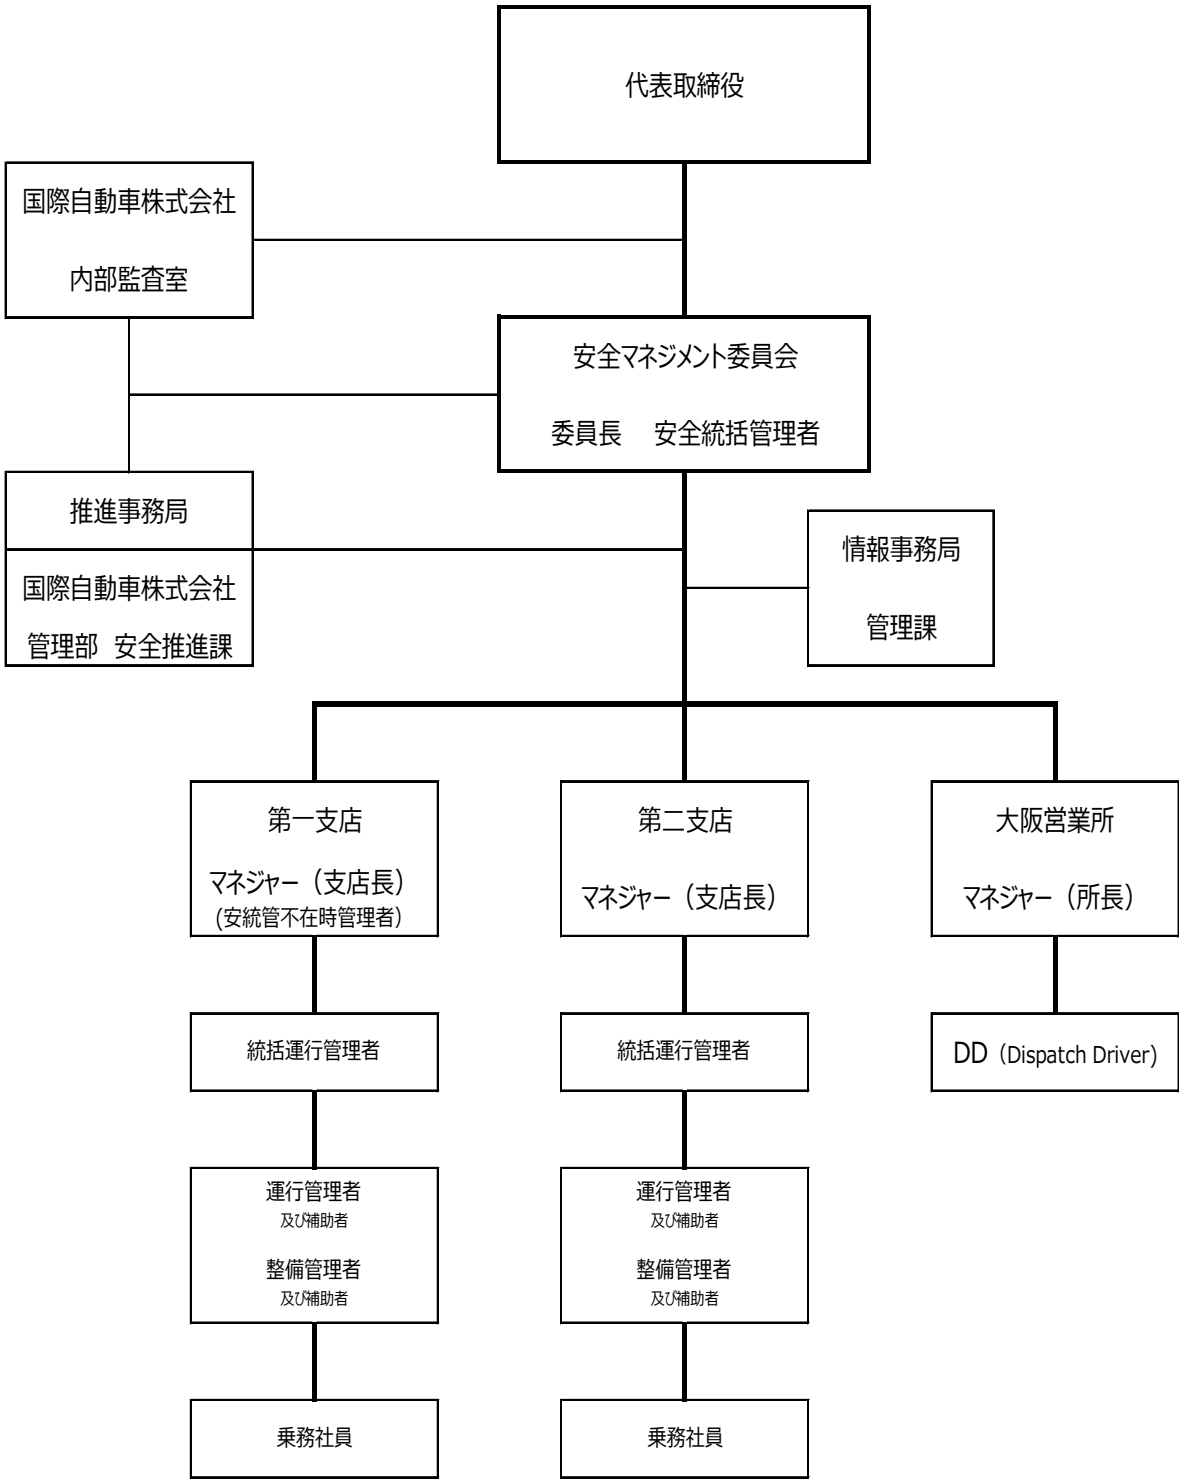 代表取締役
国際自動車株式会社
内部監査室
安全マネジメント委員会
委員長　安全統括管理者
推進事務局
国際自動車株式会社
管理部 安全推進課
情報事務局
管理課
第一支店
マネジャー（支店長）
(安統管不在時管理者）
第二支店
マネジャー（支店長）
大阪営業所
マネジャー（所長）
統括運行管理者
統括運行管理者
DD（Dispatch Driver）
運行管理者
及び補助者
整備管理者
及び補助者
運行管理者
及び補助者
整備管理者
及び補助者
乗務社員
乗務社員